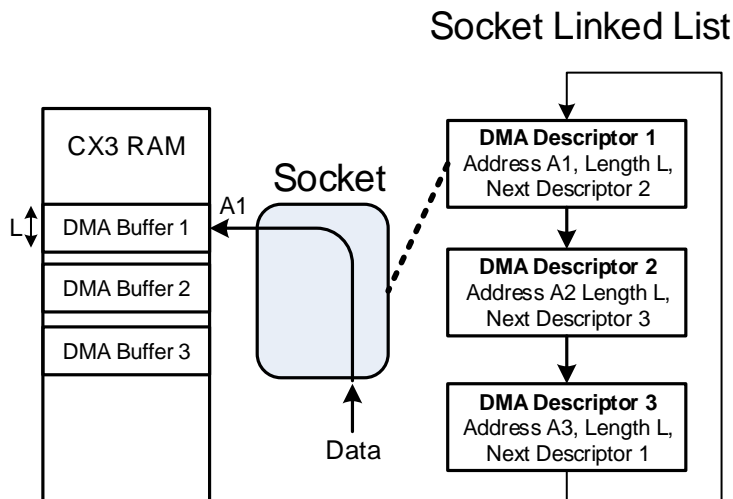 Socket Linked List
CX3 RAM
L
DMA Buffer 1
DMA Buffer 2
DMA Buffer 3
A1
Socket
Data
DMA Descriptor 1
Address A1, Length L,
Next Descriptor 2
DMA Descriptor 2
Address A2 Length L,
Next Descriptor 3
DMA Descriptor 3
Address A3, Length L,
Next Descriptor 1